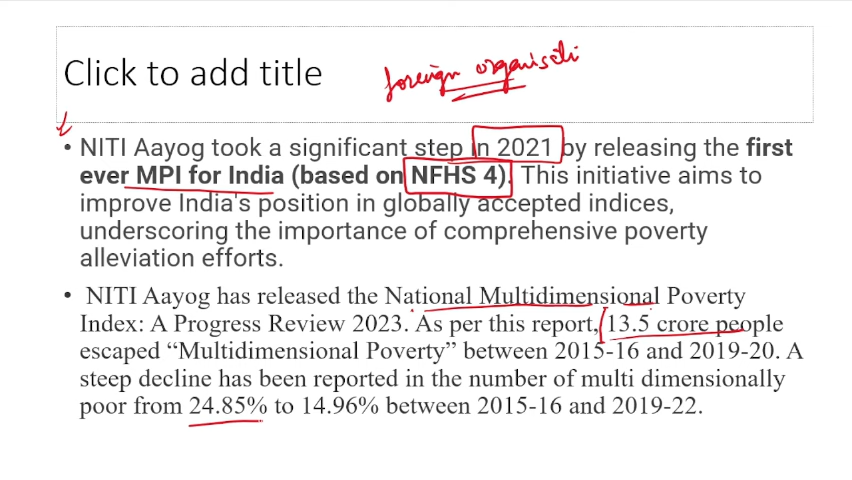 Click to add title
foreign organisati
• NITI Aayog took a significant step in 2021 by releasing the first
ever MPI for India (based on NFHS 4). This initiative aims to
improve India's position in globally accepted indices,
underscoring the importance of comprehensive poverty
alleviation efforts.
• NITI Aayog has released the National Multidimensional Poverty
Index: A Progress Review 2023. As per this report, 13.5 crore people
escaped “Multidimensional Poverty” between 2015-16 and 2019-20. A
steep decline has been reported in the number of multi dimensionally
poor from 24.85% to 14.96% between 2015-16 and 2019-22.